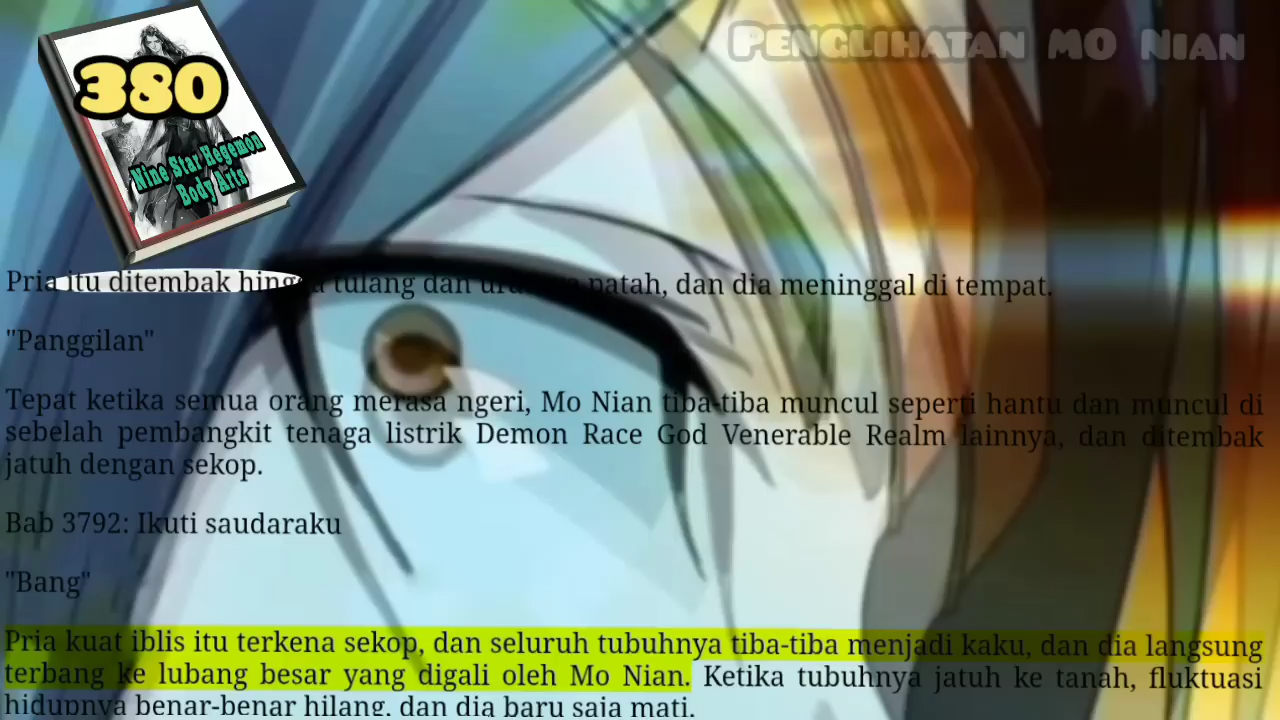 Penglihatan Mo Nian
380
Nine Star Hegemon
Body Arts
Pria itu ditembak hingga tulang dan uratnya patah, dan dia meninggal di tempat.
"Panggilan"
Tepat ketika semua orang merasa ngeri, Mo Nian tiba-tiba muncul seperti hantu dan muncul di
sebelah pembangkit tenaga listrik Demon Race God Venerable Realm lainnya, dan ditembak
jatuh dengan sekop.
Bab 3792: Ikuti saudaraku
"Bang"
Pria kuat iblis itu terkena sekop, dan seluruh tubuhnya tiba-tiba menjadi kaku, dan dia langsung
terbang ke lubang besar yang digali oleh Mo Nian. Ketika tubuhnya jatuh ke tanah, fluktuasi
hidupnya benar-benar hilang, dan dia baru saja mati.